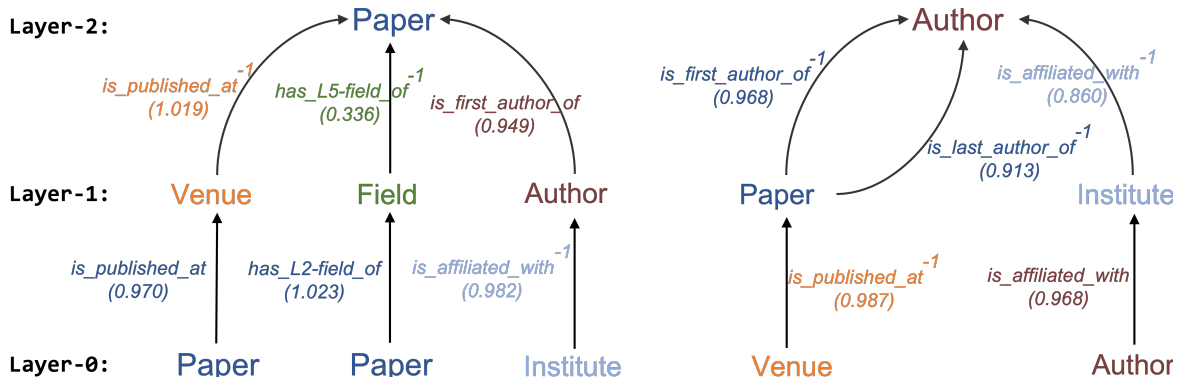 Layer-2: Paper Author
is_published_at-1 (1.019)
has_L5-field_of-1 (0.336)
is_first_author_of (0.949)
is_first_author_of-1 (0.968)
is_affiliated_with-1 (0.860)
is_last_author_of-1 (0.913)
Layer-1: Venue Field Author Paper Institute
is_published_at (0.970)
has_L2-field_of (1.023)
is_affiliated_with-1 (0.982)
is_published_at-1 (0.987)
is_affiliated_with (0.968)
Layer-0: Paper Paper Institute Venue Author